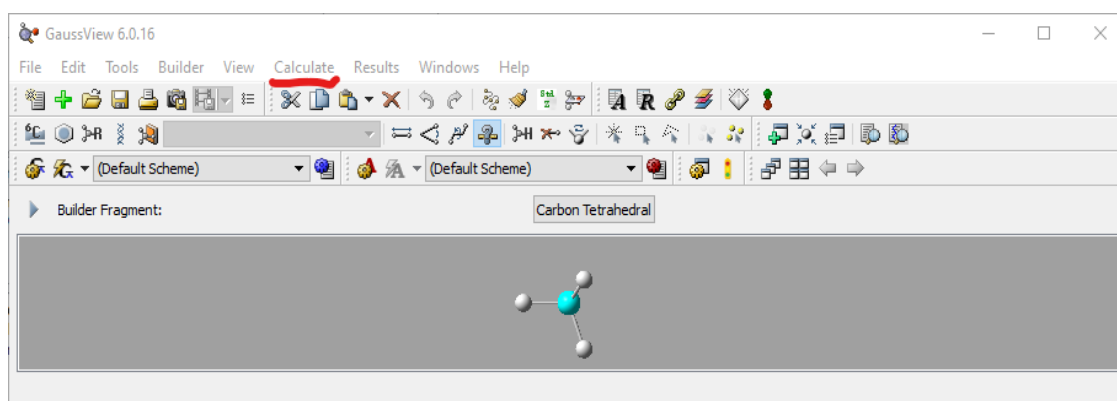 GaussView 6.0.16
File Edit Tools Builder View Calculate Results Windows Help
(Default Scheme) (Default Scheme)
Builder Fragment: Carbon Tetrahedral